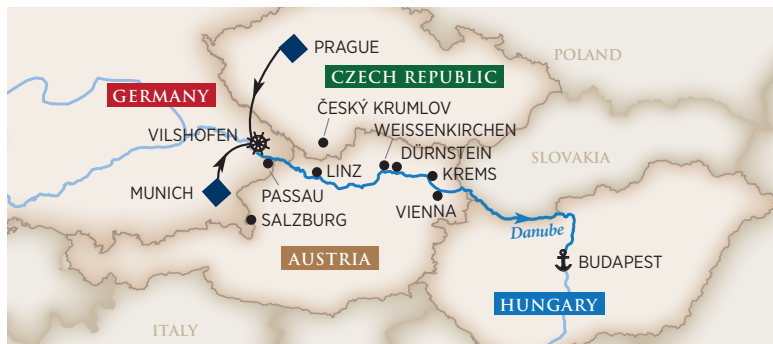 PRAGUE
POLAND
CZECH REPUBLIC
GERMANY
ČESKÝ KRUMLOV
VILSHOFEN
WEISSENKIRCHEN
DÜRNSTEIN
SLOVAKIA
LINZ
KREMS
MUNICH
PASSAU
VIENNA
SALZBURG
Danube
AUSTRIA
BUDAPEST
HUNGARY
ITALY